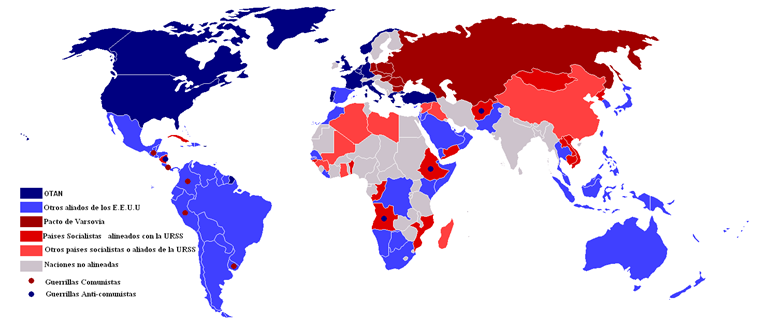 OTAN
Otros aliados de los E.E.U.U
Pacto de Varsovia
Países Socialistas alineados con la URSS
Otros países socialistas o aliados de la URSS
Naciones no alineadas
Guerrillas Comunistas
Guerrillas Anti-comunistas